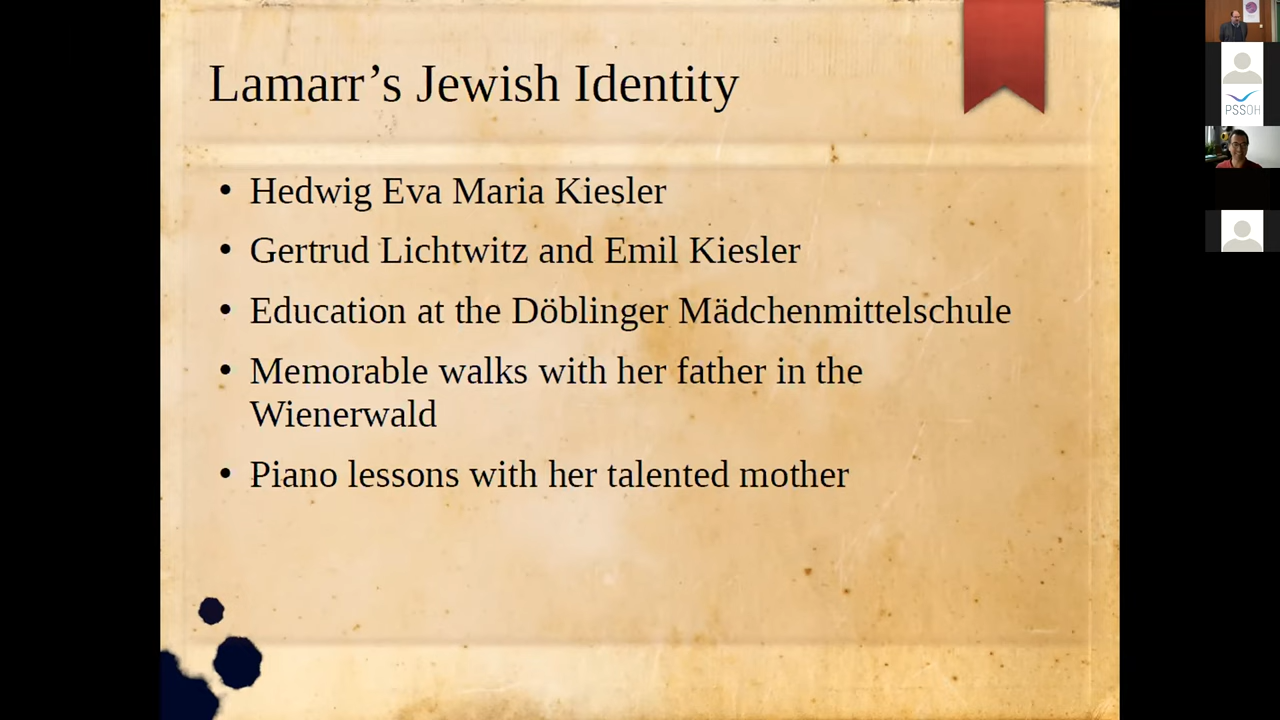 Lamarr’s Jewish Identity
• Hedwig Eva Maria Kiesler
• Gertrud Lichtwitz and Emil Kiesler
• Education at the Döblinger Mädchenmittelschule
• Memorable walks with her father in the
Wienerwald
• Piano lessons with her talented mother
PSSOH